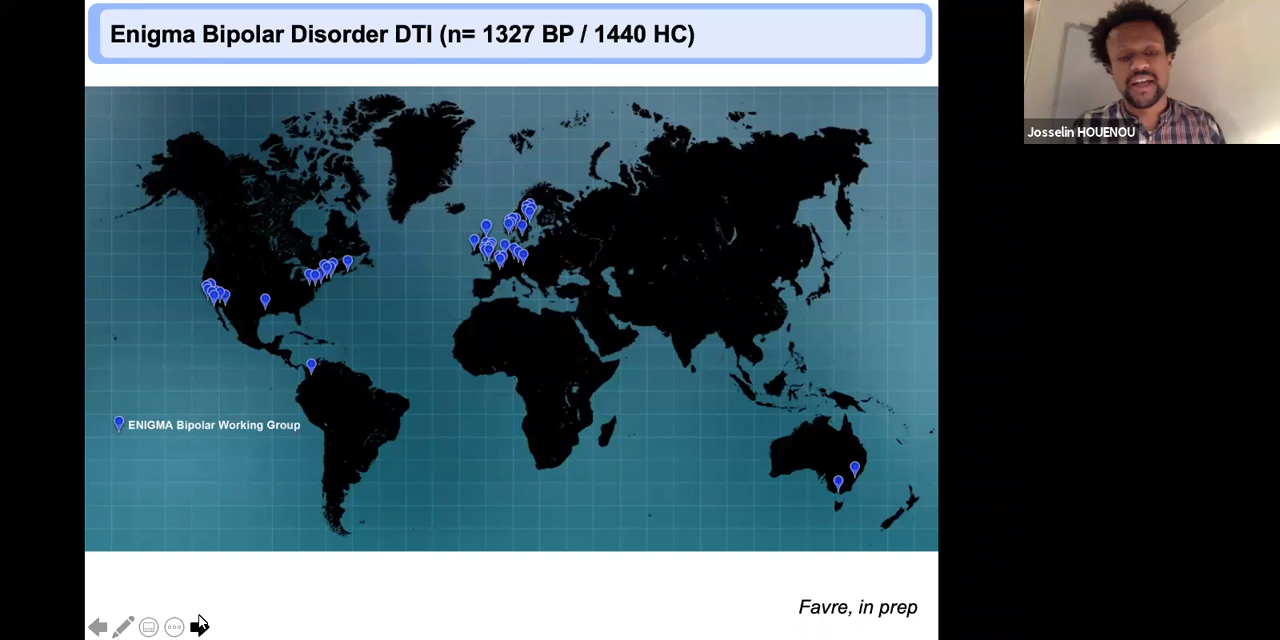 Enigma Bipolar Disorder DTI (n= 1327 BP / 1440 HC)
Josselin HOUENOU
ENIGMA Bipolar Working Group
Favre, in prep